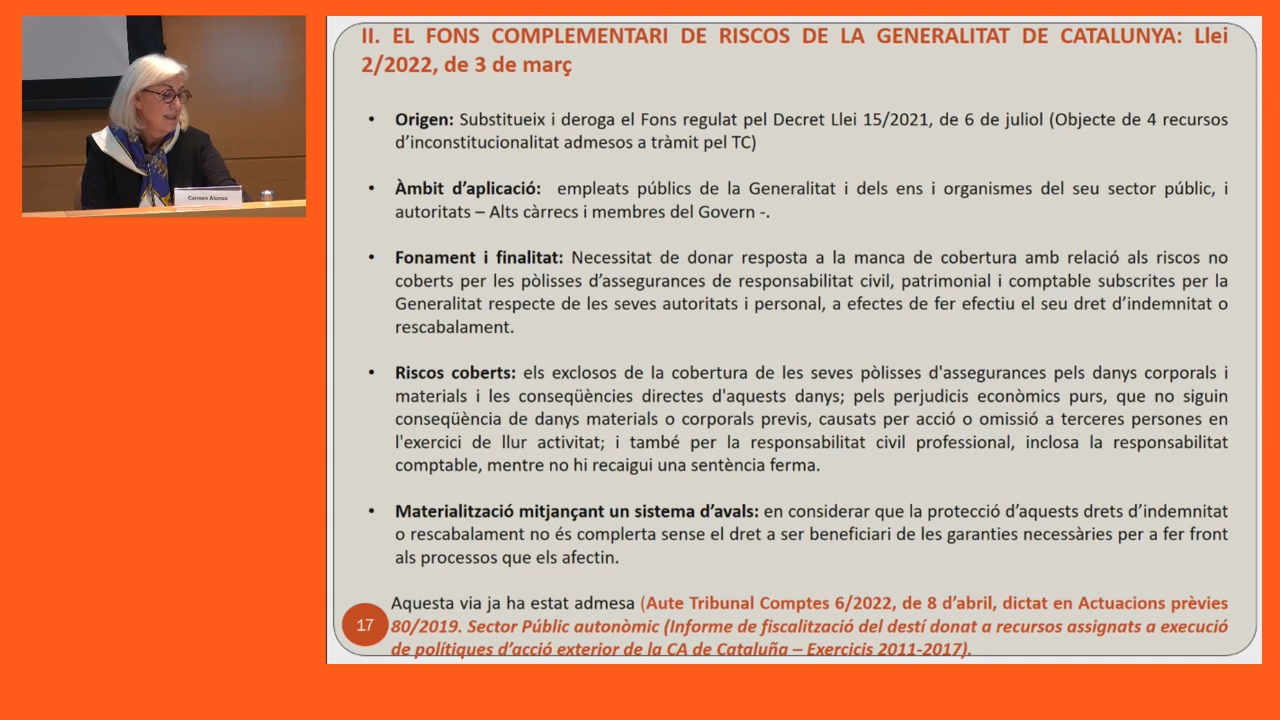 Carmen Alonso
II. EL FONS COMPLEMENTARI DE RISCOS DE LA GENERALITAT DE CATALUNYA: Llei
2/2022, de 3 de març
• Origen: Substitueix i deroga el Fons regulat pel Decret Llei 15/2021, de 6 de juliol (Objecte de 4 recursos
d’inconstitucionalitat admesos a tràmit pel TC)
• Àmbit d’aplicació: empleats públics de la Generalitat i dels ens i organismes del seu sector públic, i
autoritats – Alts càrrecs i membres del Govern -.
• Fonament i finalitat: Necessitat de donar resposta a la manca de cobertura amb relació als riscos no
coberts per les pòlisses d’assegurances de responsabilitat civil, patrimonial i comptable subscrites per la
Generalitat respecte de les seves autoritats i personal, a efectes de fer efectiu el seu dret d’indemnitat o
rescabalament.
• Riscos coberts: els exclosos de la cobertura de les seves pòlisses d'assegurances pels danys corporals i
materials i les conseqüències directes d'aquests danys; pels perjudicis econòmics purs, que no siguin
conseqüència de danys materials o corporals previs, causats per acció o omissió a terceres persones en
l'exercici de llur activitat; i també per la responsabilitat civil professional, inclosa la responsabilitat
comptable, mentre no hi recaigui una sentència ferma.
• Materialització mitjançant un sistema d’avals: en considerar que la protecció d’aquests drets d’indemnitat
o rescabalament no és complerta sense el dret a ser beneficiari de les garanties necessàries per a fer front
als processos que els afectin.
Aquesta via ja ha estat admesa (Aute Tribunal Comptes 6/2022, de 8 d’abril, dictat en Actuacions prèvies
80/2019. Sector Públic autonòmic (Informe de fiscalització del destí donat a recursos assignats a execució
de polítiques d’acció exterior de la CA de Cataluña – Exercicis 2011-2017).
17